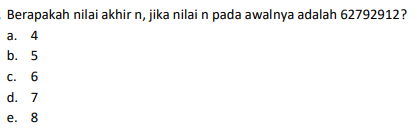 Berapakah nilai akhir n, jika nilai n pada awalnya adalah 62792912?
a. 4
b. 5
c. 6
d. 7
e. 8